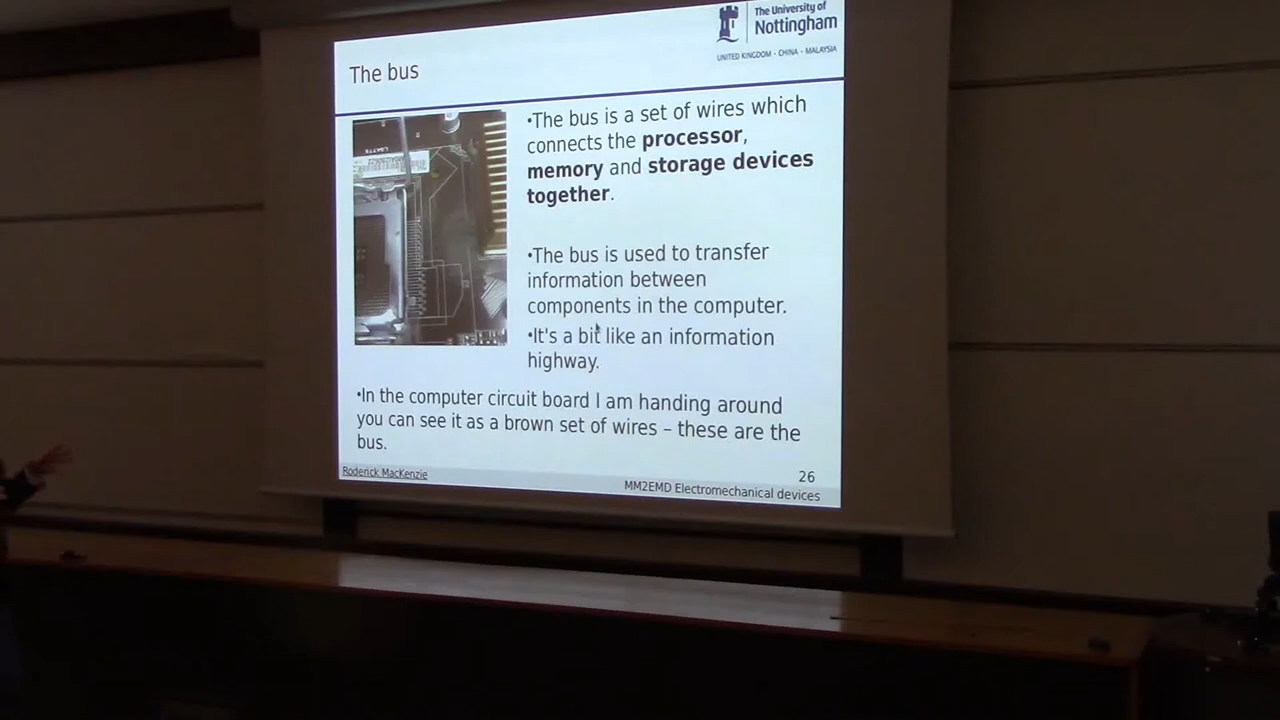 The University of
Nottingham
UNITED KINGDOM · CHINA · MALAYSIA
The bus
•The bus is a set of wires which
connects the processor,
memory and storage devices
together.
•The bus is used to transfer
information between
components in the computer.
•It's a bit like an information
highway.
•In the computer circuit board I am handing around
you can see it as a brown set of wires – these are the
bus.
Roderick MacKenzie
26
MM2EMD Electromechanical devices